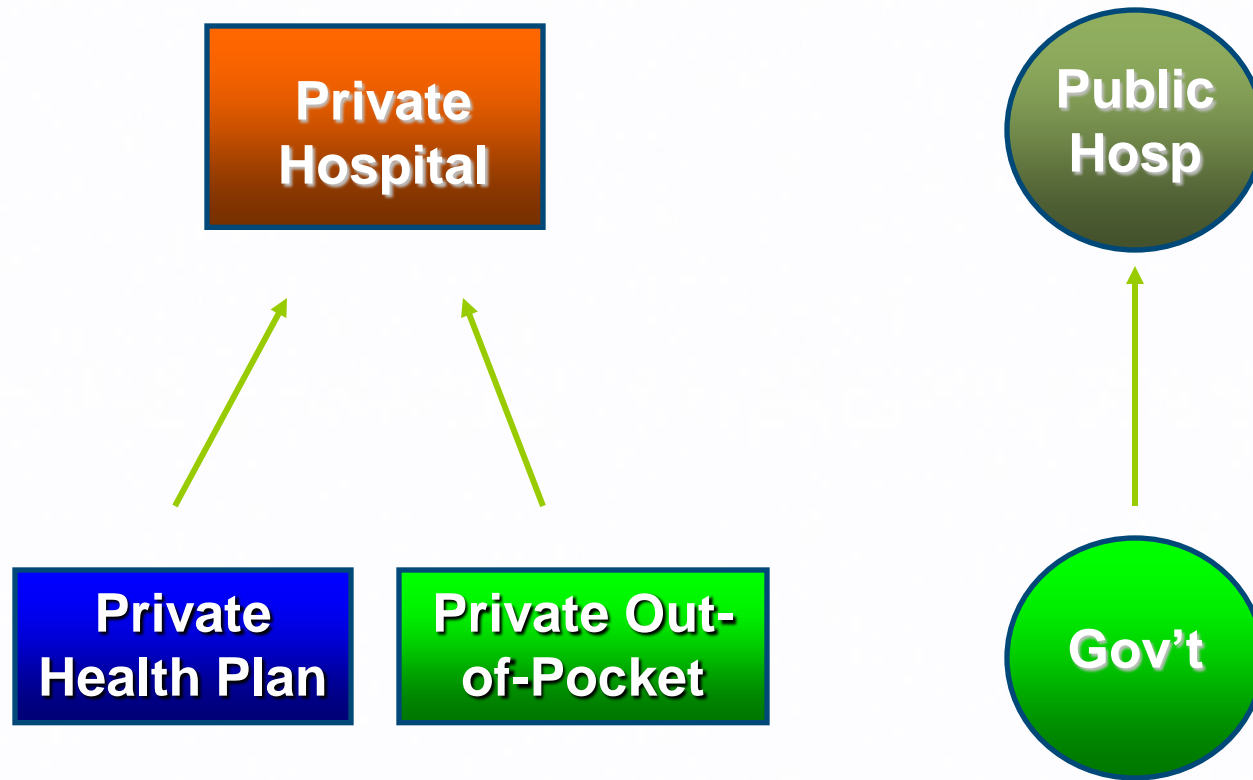 Private
Hospital
Public
Hosp
Private
Health Plan
Private Out-
of-Pocket
Gov’t